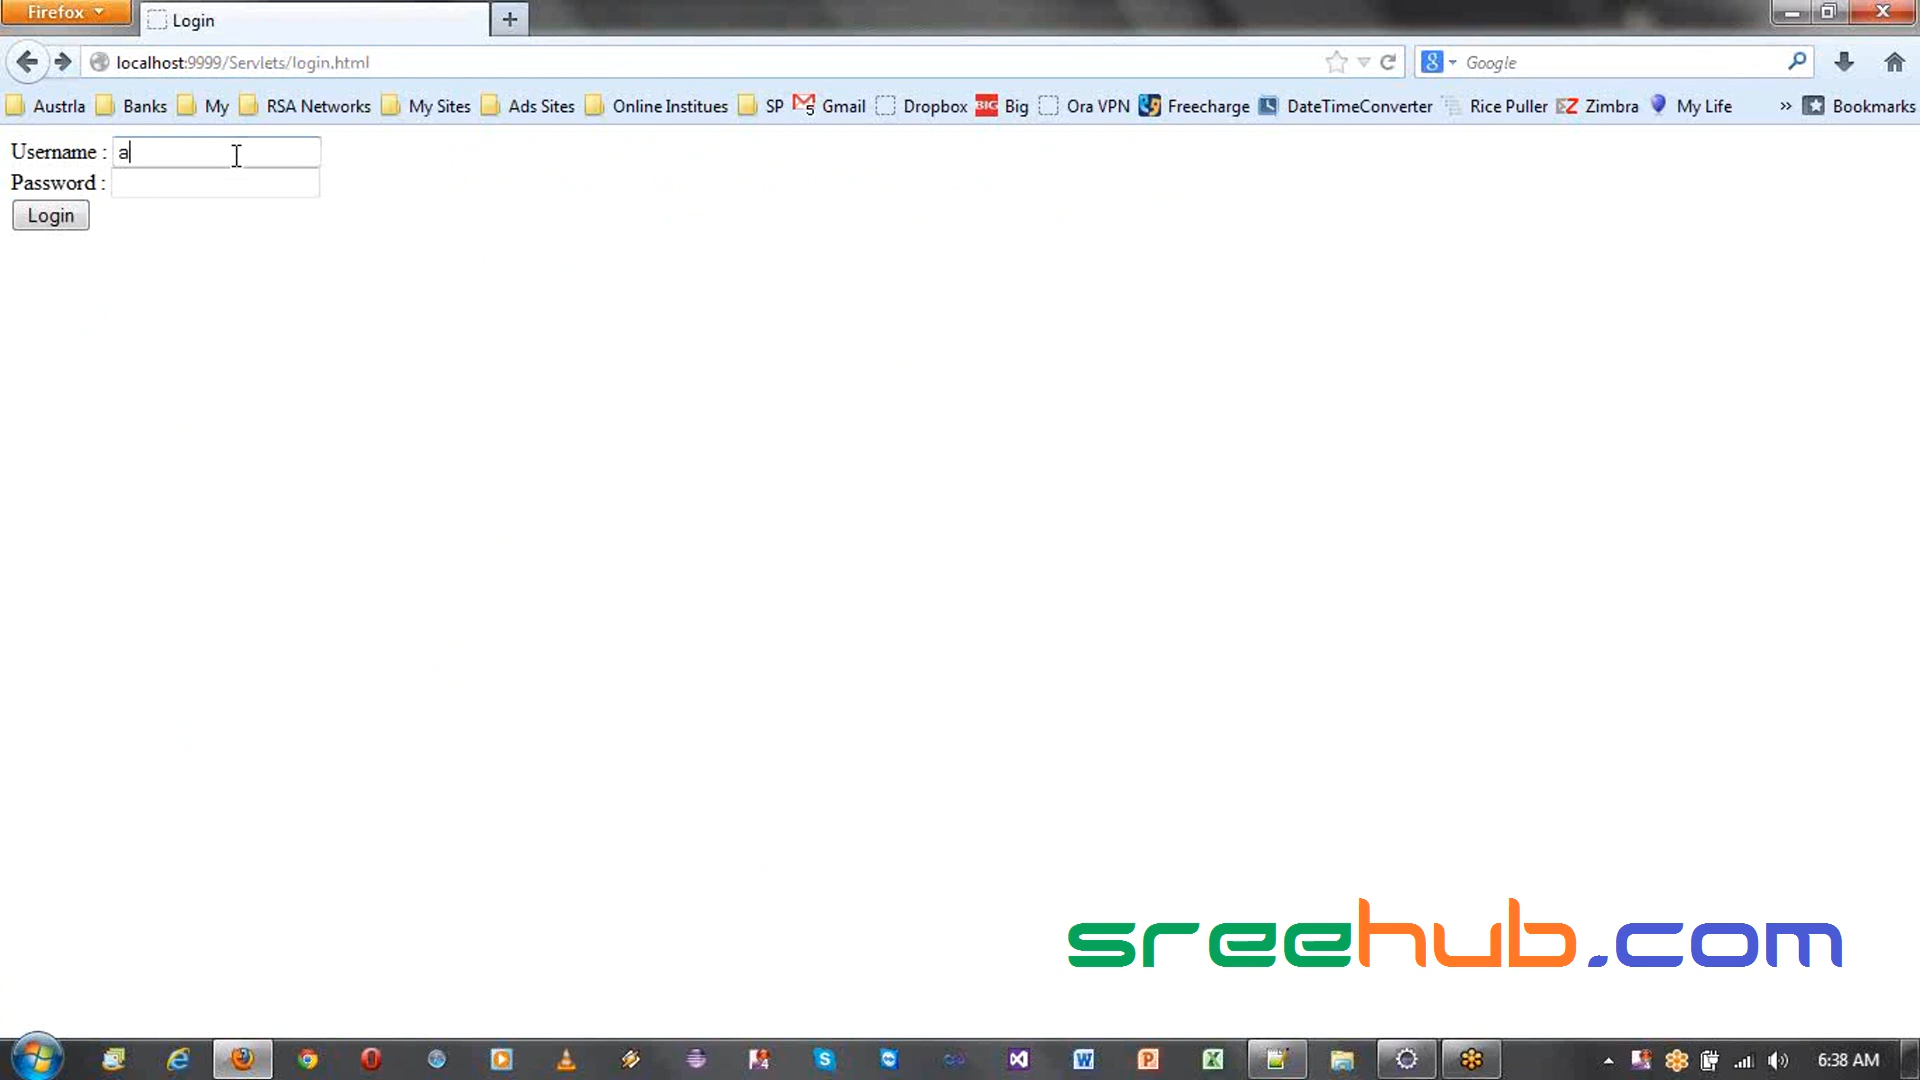 Firefox
Login
localhost:9999/Servlets/login.html
Google
Austrla Banks My RSA Networks My Sites Ads Sites Online Institues SP Gmail Dropbox BIG Big Ora VPN Freecharge DateTimeConverter Rice Puller Zimbra My Life » Bookmarks
Username : a
Password :
Login
sreehub.com
6:38 AM